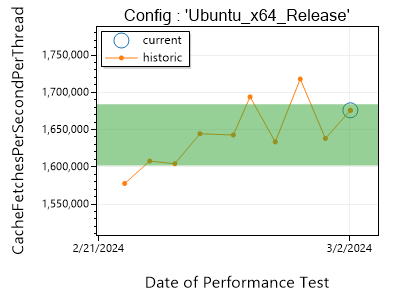 Config : 'Ubuntu_x64_Release'
CacheFetchesPerSecondPerThread
current
historic
1,750,000
1,700,000
1,650,000
1,600,000
1,550,000
2/21/2024
3/2/2024
Date of Performance Test